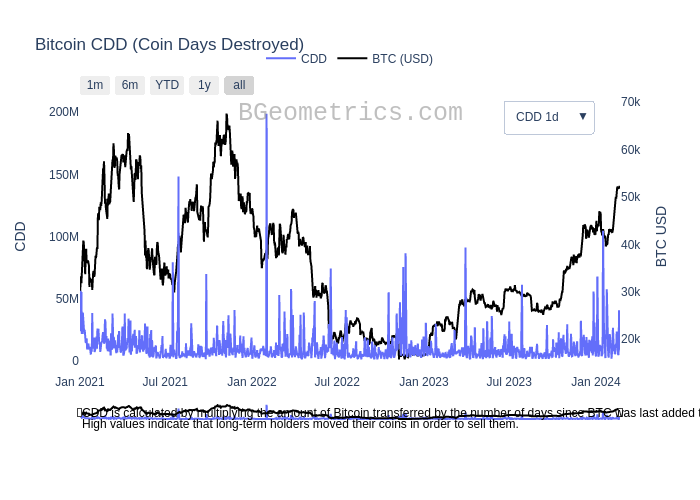 Bitcoin CDD (Coin Days Destroyed)
CDD BTC (USD)
1m 6m YTD 1y all
BGeometrics.com
CDD 1d ▼
200M
150M
100M
50M
0
CDD
70k
60k
50k
40k
30k
20k
BTC USD
Jan 2021 Jul 2021 Jan 2022 Jul 2022 Jan 2023 Jul 2023 Jan 2024
CDD is calculated by multiplying the amount of Bitcoin transferred by the number of days since BTC was last added t
High values indicate that long-term holders moved their coins in order to sell them.